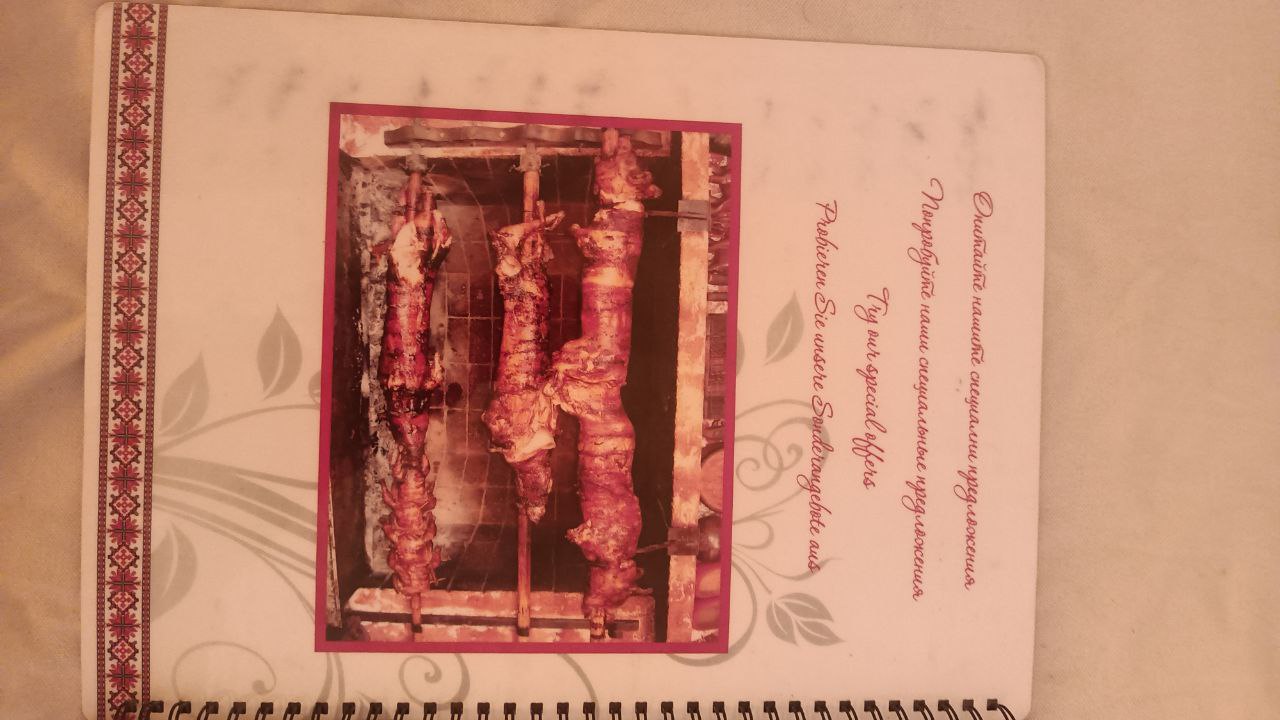 Опитайте нашите специални предложения
Попробуйте наши специальные предложения
Try our special offers
Probieren Sie unsere Sonderangebote aus